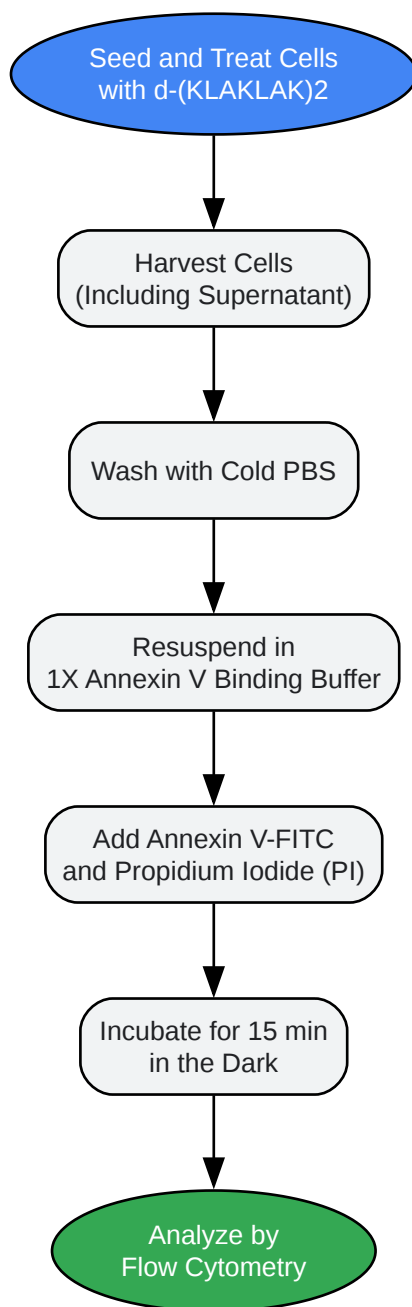 Seed and Treat Cells
with d-(KLAKLAK)2
Harvest Cells
(Including Supernatant)
Wash with Cold PBS
Resuspend in
1X Annexin V Binding Buffer
Add Annexin V-FITC
and Propidium Iodide (PI)
Incubate for 15 min
in the Dark
Analyze by
Flow Cytometry